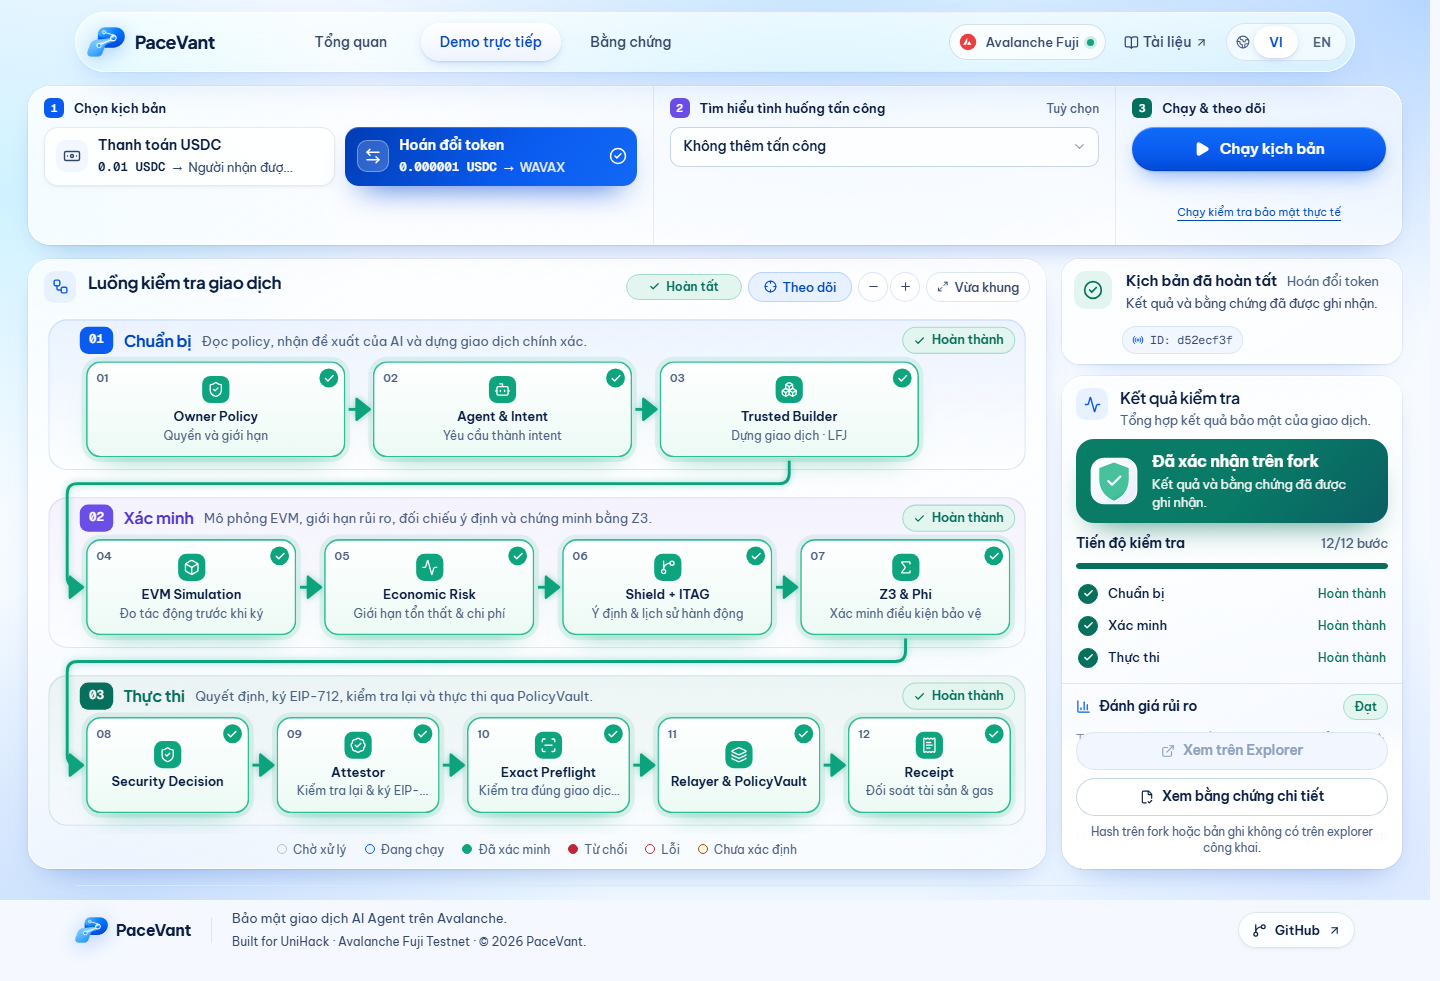 PaceVant
Tổng quan
Demo trực tiếp
Bằng chứng
Avalanche Fuji
Tài liệu
VI
EN
1 Chọn kịch bản
Thanh toán USDC
0.01 USDC → Người nhận đượ...
Hoán đổi token
0.000001 USDC → WAVAX
2 Tìm hiểu tình huống tấn công
Tuỳ chọn
Không thêm tấn công
3 Chạy & theo dõi
Chạy kịch bản
Chạy kiểm tra bảo mật thực tế
Luồng kiểm tra giao dịch
Hoàn tất
Theo dõi
Vừa khung
01 Chuẩn bị Đọc policy, nhận đề xuất của AI và dựng giao dịch chính xác.
Hoàn thành
01
Owner Policy
Quyền và giới hạn
02
Agent & Intent
Yêu cầu thành intent
03
Trusted Builder
Dựng giao dịch · LFJ
02 Xác minh Mô phỏng EVM, giới hạn rủi ro, đối chiếu ý định và chứng minh bằng Z3.
Hoàn thành
04
EVM Simulation
Đo tác động trước khi ký
05
Economic Risk
Giới hạn tổn thất & chi phí
06
Shield + ITAG
Ý định & lịch sử hành động
07
Z3 & Phi
Xác minh điều kiện bảo vệ
03 Thực thi Quyết định, ký EIP-712, kiểm tra lại và thực thi qua PolicyVault.
Hoàn thành
08
Security Decision
09
Attestor
Kiểm tra lại & ký EIP-...
10
Exact Preflight
Kiểm tra đúng giao dịc...
11
Relayer & PolicyVault
12
Receipt
Đối soát tài sản & gas
Chờ xử lý
Đang chạy
Đã xác minh
Từ chối
Lỗi
Chưa xác định
Kịch bản đã hoàn tất Hoán đổi token
Kết quả và bằng chứng đã được ghi nhận.
ID: d52ecf3f
Kết quả kiểm tra
Tổng hợp kết quả bảo mật của giao dịch.
Đã xác nhận trên fork
Kết quả và bằng chứng đã được
ghi nhận.
Tiến độ kiểm tra
12/12 bước
Chuẩn bị
Hoàn thành
Xác minh
Hoàn thành
Thực thi
Hoàn thành
Đánh giá rủi ro
Đạt
Xem trên Explorer
Xem bằng chứng chi tiết
Hash trên fork hoặc bản ghi không có trên explorer
công khai.
PaceVant
Bảo mật giao dịch AI Agent trên Avalanche.
Built for UniHack · Avalanche Fuji Testnet · © 2026 PaceVant.
GitHub